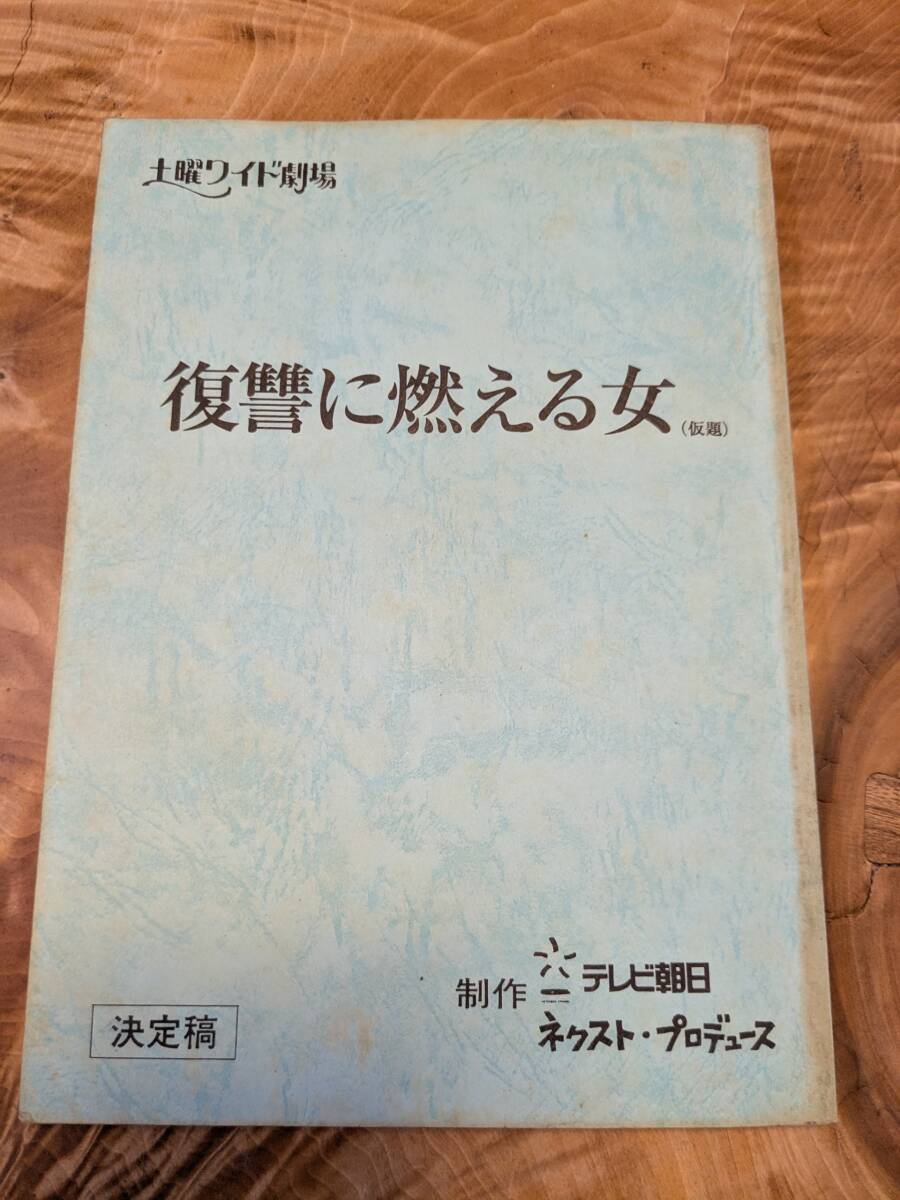 土曜ワイド劇場
復讐に燃える女(仮題)
制作 テレビ朝日
ネクスト・プロデュース
決定稿